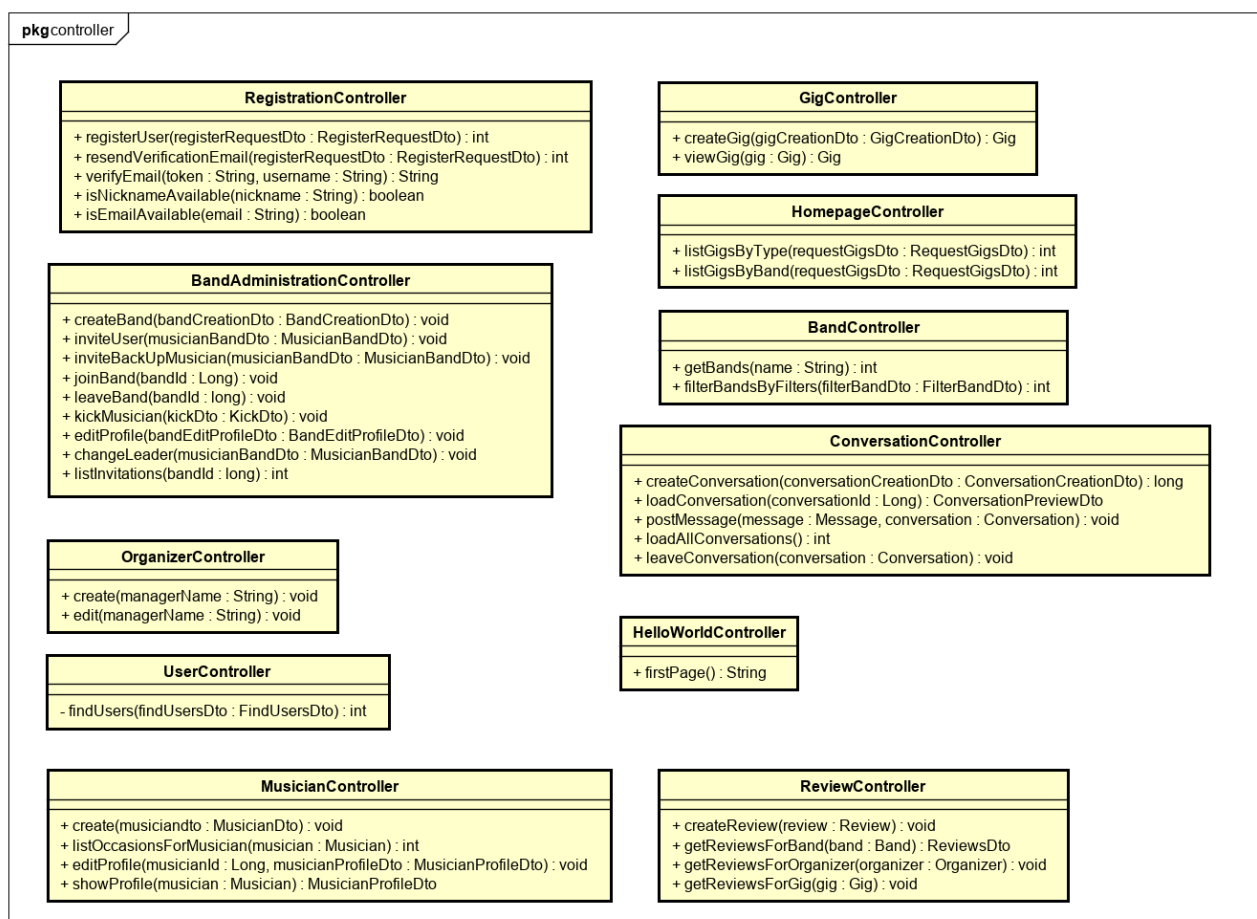 pkg controller
RegistrationController
+ registerUser(registerRequestDto : RegisterRequestDto) : int
+ resendVerificationEmail(registerRequestDto : RegisterRequestDto) : int
+ verifyEmail(token : String, username : String) : String
+ isNicknameAvailable(nickname : String) : boolean
+ isEmailAvailable(email : String) : boolean
BandAdministrationController
+ createBand(bandCreationDto : BandCreationDto) : void
+ inviteUser(musicianBandDto : MusicianBandDto) : void
+ inviteBackUpMusician(musicianBandDto : MusicianBandDto) : void
+ joinBand(bandId : Long) : void
+ leaveBand(bandId : long) : void
+ kickMusician(kickDto : KickDto) : void
+ editProfile(bandEditProfileDto : BandEditProfileDto) : void
+ changeLeader(musicianBandDto : MusicianBandDto) : void
+ listInvitations(bandId : long) : int
OrganizerController
+ create(managerName : String) : void
+ edit(managerName : String) : void
UserController
- findUsers(findUsersDto : FindUsersDto) : int
MusicianController
+ create(musiciandto : MusicianDto) : void
+ listOccasionsForMusician(musician : Musician) : int
+ editProfile(musicianId : Long, musicianProfileDto : MusicianProfileDto) : void
+ showProfile(musician : Musician) : MusicianProfileDto
GigController
+ createGig(gigCreationDto : GigCreationDto) : Gig
+ viewGig(gig : Gig) : Gig
HomepageController
+ listGigsByType(requestGigsDto : RequestGigsDto) : int
+ listGigsByBand(requestGigsDto : RequestGigsDto) : int
BandController
+ getBands(name : String) : int
+ filterBandsByFilters(filterBandDto : FilterBandDto) : int
ConversationController
+ createConversation(conversationCreationDto : ConversationCreationDto) : long
+ loadConversation(conversationId : Long) : ConversationPreviewDto
+ postMessage(message : Message, conversation : Conversation) : void
+ loadAllConversations() : int
+ leaveConversation(conversation : Conversation) : void
HelloWorldController
+ firstPage() : String
ReviewController
+ createReview(review : Review) : void
+ getReviewsForBand(band : Band) : ReviewsDto
+ getReviewsForOrganizer(organizer : Organizer) : void
+ getReviewsForGig(gig : Gig) : void